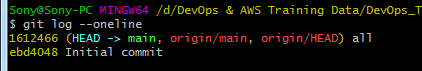 Sony@Sony-PC MINGW64 /d/DevOps & AWS Training Data/DevOps_T
$ git log --oneline
1612466 (HEAD -> main, origin/main, origin/HEAD) all
ebd4048 Initial commit